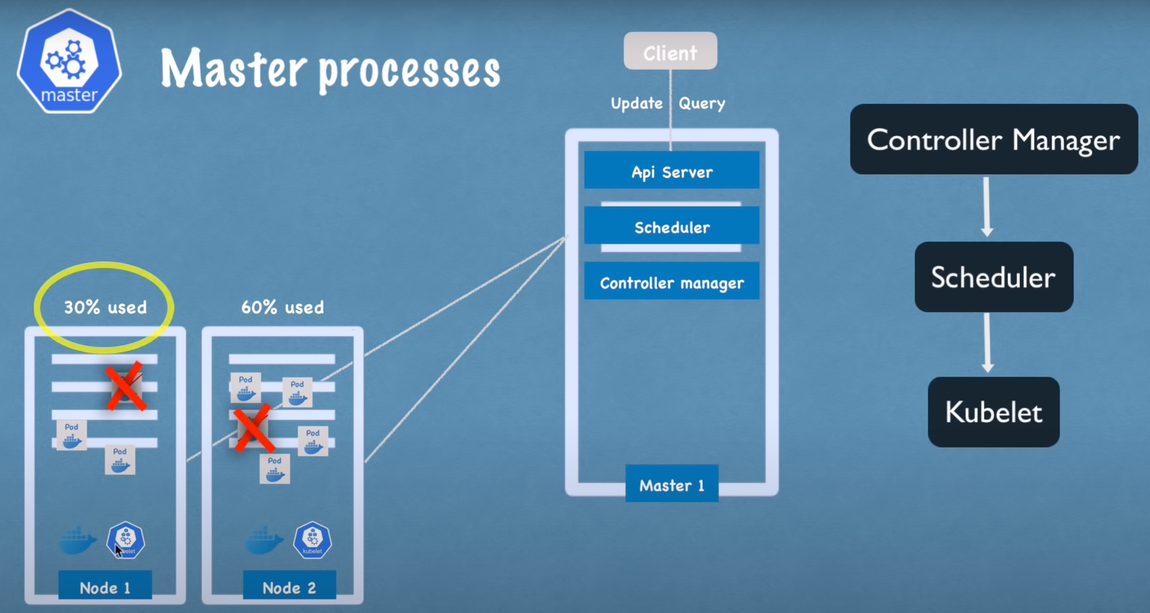 master
Master processes
Client
Update Query
Api Server
Scheduler
Controller manager
Master 1
Controller Manager
Scheduler
Kubelet
30% used
60% used
Pod
Pod
Pod
Pod
Pod
Pod
kubelet
Node 1
Node 2